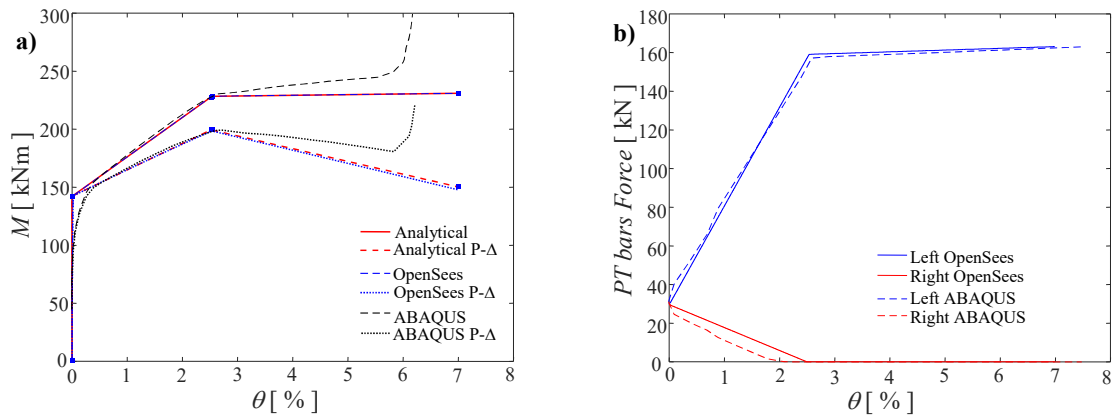 a)
300
250
200
150
100
50
0
M [ kNm ]
0 1 2 3 4 5 6 7 8
θ [ % ]
Analytical
Analytical P-Δ
OpenSees
OpenSees P-Δ
ABAQUS
ABAQUS P-Δ
b)
180
160
140
120
100
80
60
40
20
0
PT bars Force [ kN ]
0 1 2 3 4 5 6 7 8
θ [ % ]
Left OpenSees
Right OpenSees
Left ABAQUS
Right ABAQUS